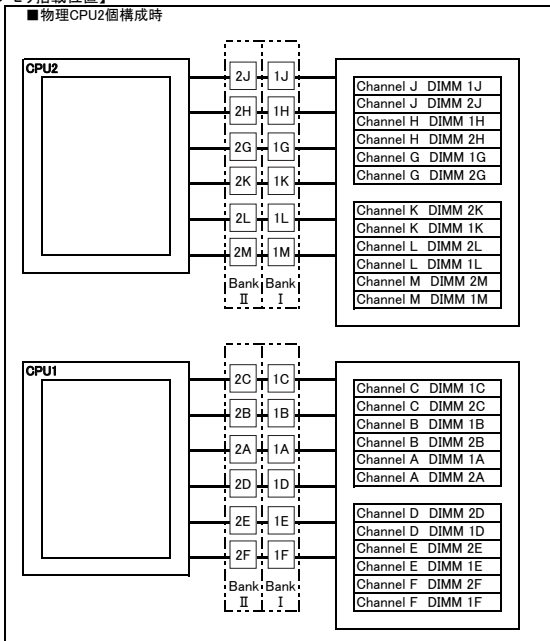 ■物理CPU2個構成時
CPU2
2J 1J
2H 1H
2G 1G
2K 1K
2L 1L
2M 1M
Bank Bank
Ⅱ Ⅰ
Channel J DIMM 1J
Channel J DIMM 2J
Channel H DIMM 1H
Channel H DIMM 2H
Channel G DIMM 1G
Channel G DIMM 2G
Channel K DIMM 2K
Channel K DIMM 1K
Channel L DIMM 2L
Channel L DIMM 1L
Channel M DIMM 2M
Channel M DIMM 1M
CPU1
2C 1C
2B 1B
2A 1A
2D 1D
2E 1E
2F 1F
Bank Bank
Ⅱ Ⅰ
Channel C DIMM 1C
Channel C DIMM 2C
Channel B DIMM 1B
Channel B DIMM 2B
Channel A DIMM 1A
Channel A DIMM 2A
Channel D DIMM 2D
Channel D DIMM 1D
Channel E DIMM 2E
Channel E DIMM 1E
Channel F DIMM 2F
Channel F DIMM 1F